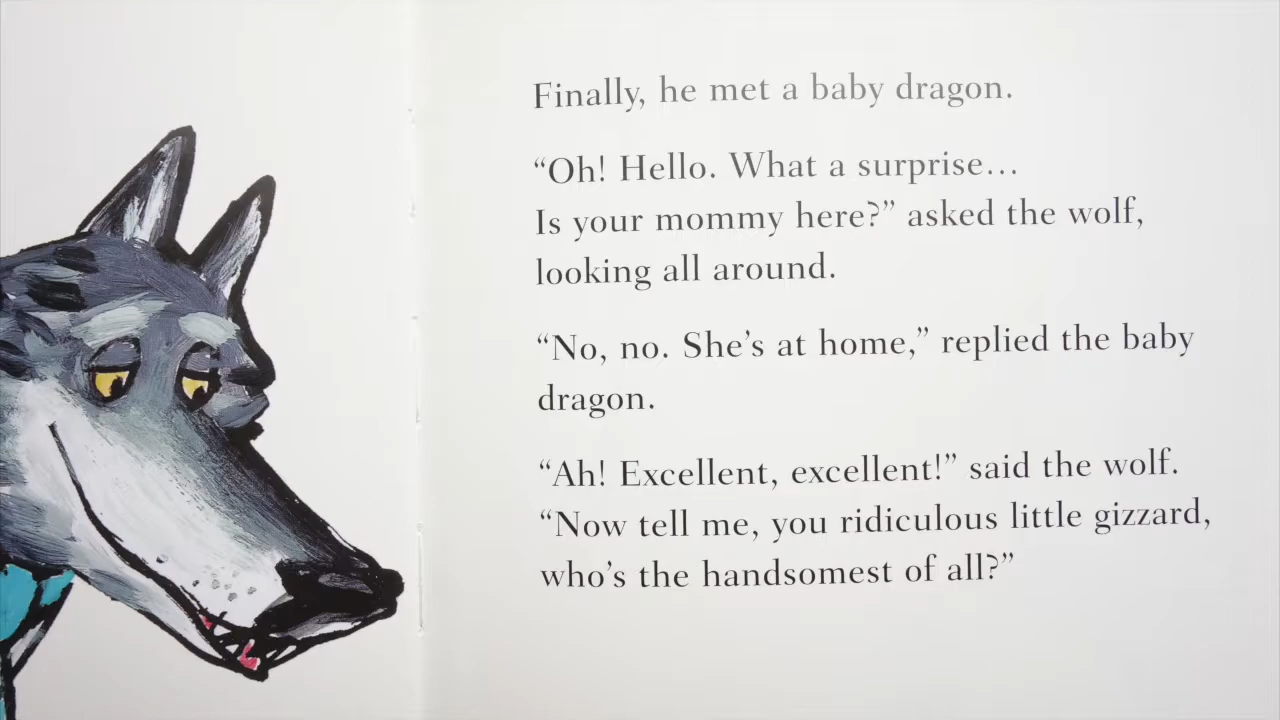 Finally, he met a baby dragon.
“Oh! Hello. What a surprise…
Is your mommy here?” asked the wolf,
looking all around.
“No, no. She’s at home,” replied the baby
dragon.
“Ah! Excellent, excellent!” said the wolf.
“Now tell me, you ridiculous little gizzard,
who’s the handsomest of all?”